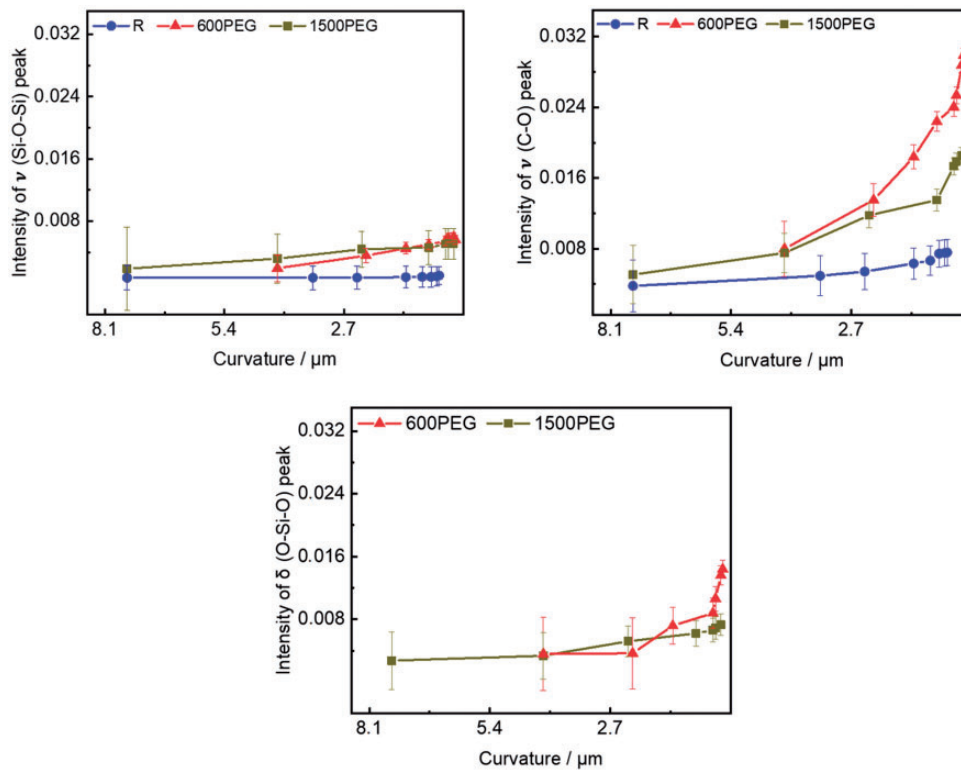 R 600PEG 1500PEG
0.032
0.024
0.016
0.008
Intensity of ν (Si-O-Si) peak
8.1 5.4 2.7
Curvature / μm
R 600PEG 1500PEG
0.032
0.024
0.016
0.008
Intensity of ν (C-O) peak
8.1 5.4 2.7
Curvature / μm
600PEG 1500PEG
0.032
0.024
0.016
0.008
Intensity of δ (O-Si-O) peak
8.1 5.4 2.7
Curvature / μm